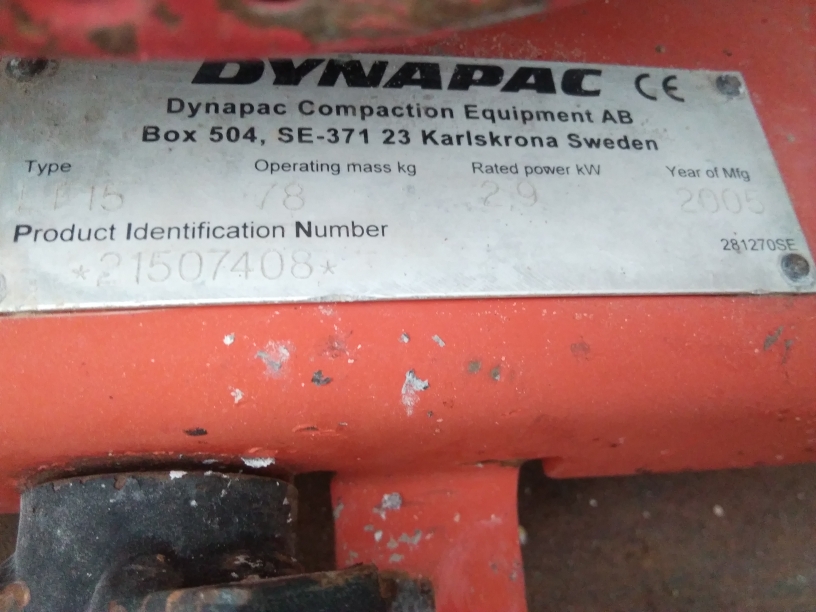 DYNAPAC CE
Dynapac Compaction Equipment AB
Box 504, SE-371 23 Karlskrona Sweden
Type Operating mass kg Rated power kW Year of Mfg
78 2.9 2005
Product Identification Number
281270SE
*21507408*